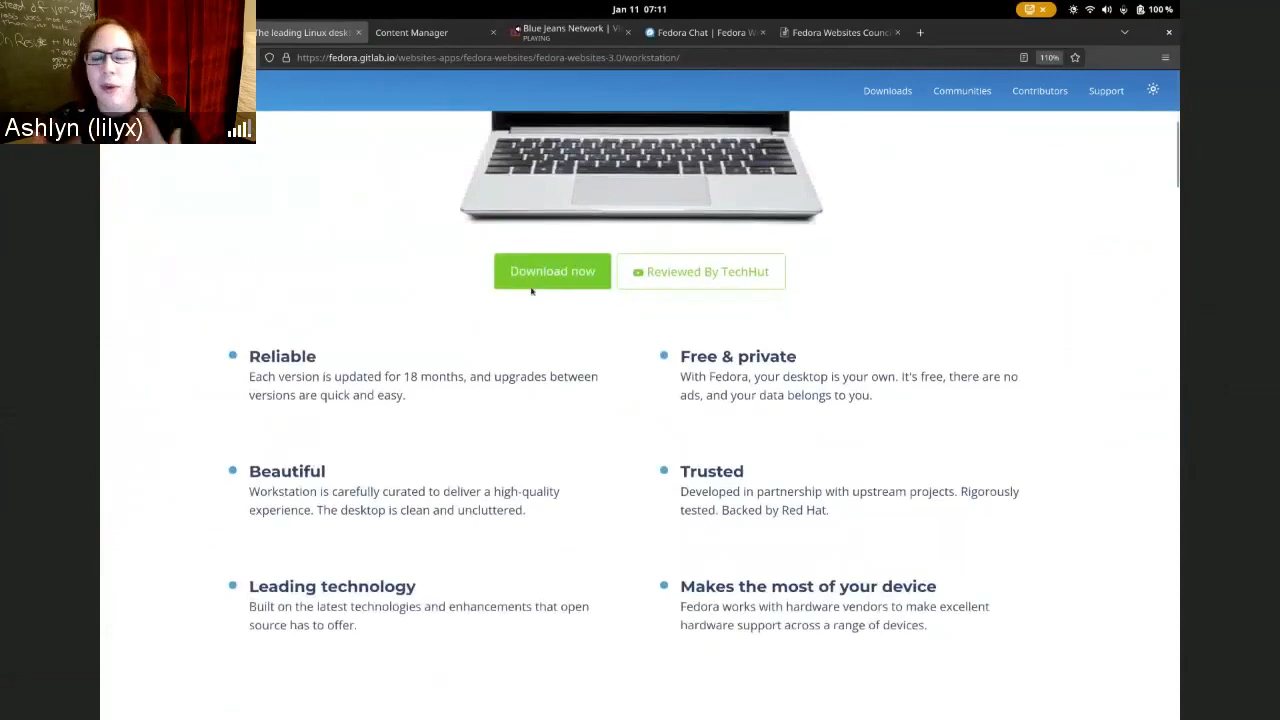 Jan 11 07:11
100 %
The leading Linux desk
Content Manager
Blue Jeans Network | Vi
PLAYING
Fedora Chat | Fedora W
Fedora Websites Counc
https://fedora.gitlab.io/websites-apps/fedora-websites/fedora-websites-3.0/workstation/
110%
Ashlyn (lilyx)
Downloads
Communities
Contributors
Support
Download now
Reviewed By TechHut
Reliable
Each version is updated for 18 months, and upgrades between
versions are quick and easy.
Free & private
With Fedora, your desktop is your own. It's free, there are no
ads, and your data belongs to you.
Beautiful
Workstation is carefully curated to deliver a high-quality
experience. The desktop is clean and uncluttered.
Trusted
Developed in partnership with upstream projects. Rigorously
tested. Backed by Red Hat.
Leading technology
Built on the latest technologies and enhancements that open
source has to offer.
Makes the most of your device
Fedora works with hardware vendors to make excellent
hardware support across a range of devices.